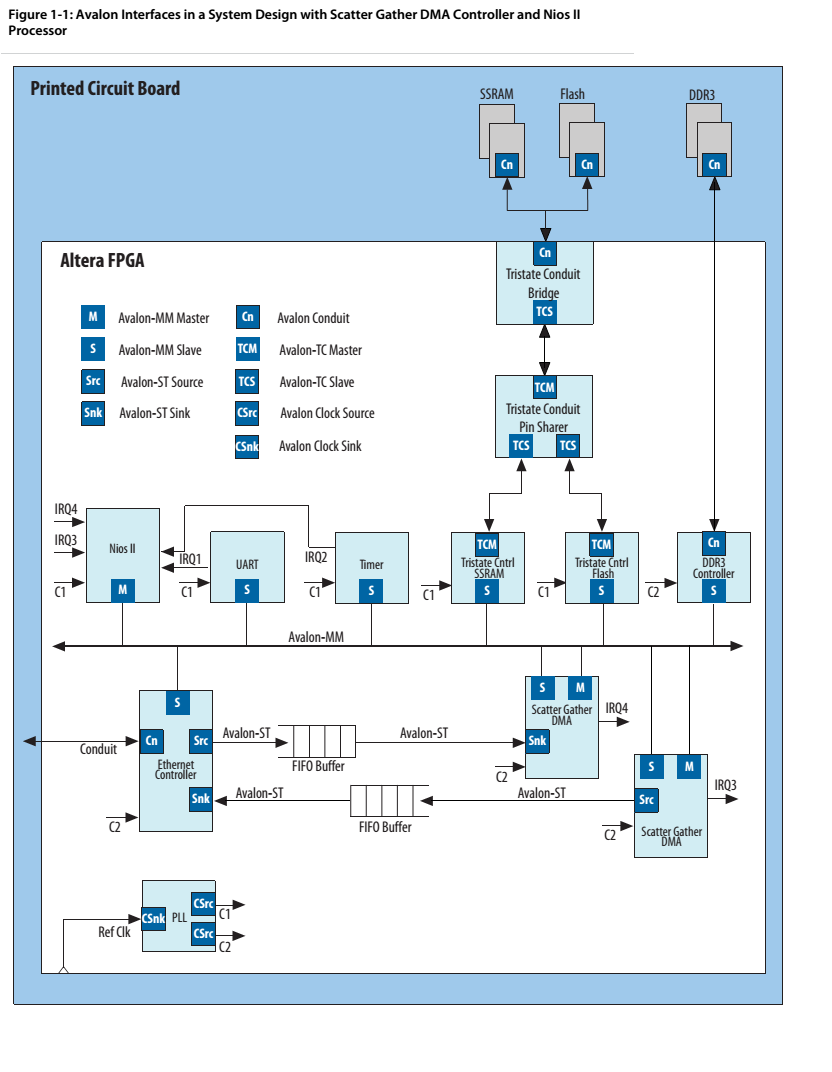 Figure 1-1: Avalon Interfaces in a System Design with Scatter Gather DMA Controller and Nios II
Processor
Printed Circuit Board
SSRAM
Flash
DDR3
Cn
Cn
Cn
Altera FPGA
Cn
Tristate Conduit
Bridge
TCS
M
Avalon-MM Master
Cn
Avalon Conduit
S
Avalon-MM Slave
TCM
Avalon-TC Master
Src
Avalon-ST Source
TCS
Avalon-TC Slave
Snk
Avalon-ST Sink
CSrc
Avalon Clock Source
CSnk
Avalon Clock Sink
TCM
Tristate Conduit
Pin Sharer
TCS
TCS
IRQ4
IRQ3
C1
Nios II
M
IRQ1
C1
UART
S
IRQ2
C1
Timer
S
C1
TCM
Tristate Cntrl
SSRAM
S
C1
TCM
Tristate Cntrl
Flash
S
C2
Cn
DDR3
Controller
S
Avalon-MM
S
Conduit
Cn
Src
Ethernet
Controller
Snk
C2
Avalon-ST
FIFO Buffer
Avalon-ST
S
M
Scatter Gather
DMA
Snk
C2
IRQ4
Avalon-ST
FIFO Buffer
Avalon-ST
S
M
Src
Scatter Gather
DMA
C2
IRQ3
Ref Clk
CSnk
PLL
CSrc
C1
CSrc
C2